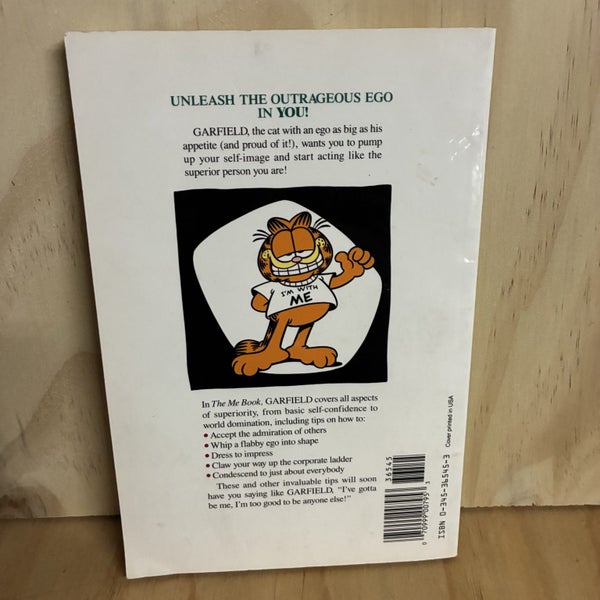 UNLEASH THE OUTRAGEOUS EGO
IN YOU!
GARFIELD, the cat with an ego as big as his
appetite (and proud of it!), wants you to pump
up your self-image and start acting like the
superior person you are!
I'M WITH
ME
In The Me Book, GARFIELD covers all aspects
of superiority, from basic self-confidence to
world domination, including tips on how to:
• Accept the admiration of others
• Whip a flabby ego into shape
• Dress to impress
• Claw your way up the corporate ladder
• Condescend to just about everybody
These and other invaluable tips will soon
have you saying like GARFIELD, "I've gotta
be me, I'm too good to be anyone else!"
36545
0 70999 00795 3
ISBN 0-345-36545-3
Cover printed in USA